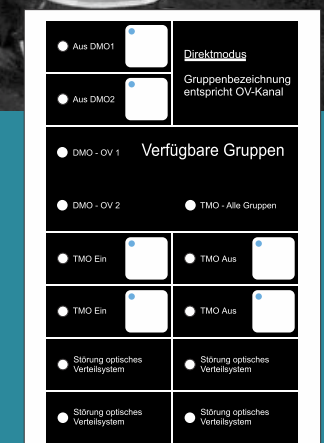 Aus DMO1
Direktmodus
Gruppenbezeichnung
entspricht OV-Kanal
Aus DMO2
DMO - OV 1
Verfügbare Gruppen
DMO - OV 2
TMO - Alle Gruppen
TMO Ein
TMO Aus
TMO Ein
TMO Aus
Störung optisches
Verteilsystem
Störung optisches
Verteilsystem
Störung optisches
Verteilsystem
Störung optisches
Verteilsystem